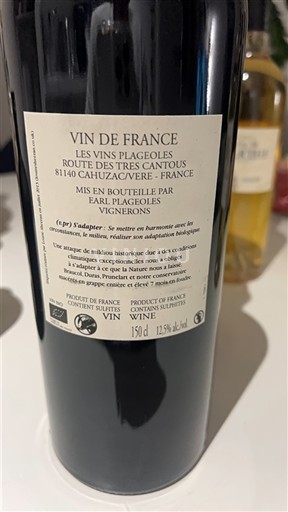 VIN DE FRANCE
LES VINS PLAGEOLES
ROUTE DES TRES CANTOUS
81140 CAHUZAC/VERE - FRANCE
MIS EN BOUTEILLE PAR
EARL PLAGEOLES
VIGNERONS
(v.pr) S'adapter : Se mettre en harmonie avec les
circonstances, le milieu, réaliser son adaptation biologique
Une attaque de mildiou historique due à des conditions
climatiques exceptionnelles nous a obligés
à s'adapter à ce que la Nature nous a laissé.
braucol, Duras, Prunelart et notre conservatoire
macérés en grappe entière et élevé 7 mois en foudre.
PRODUIT DE FRANCE PRODUCT OF FRANCE
CONTIENT SULFITES CONTAINS SULPHITES
VIN WINE
150 cl 12,5% alc./vol.